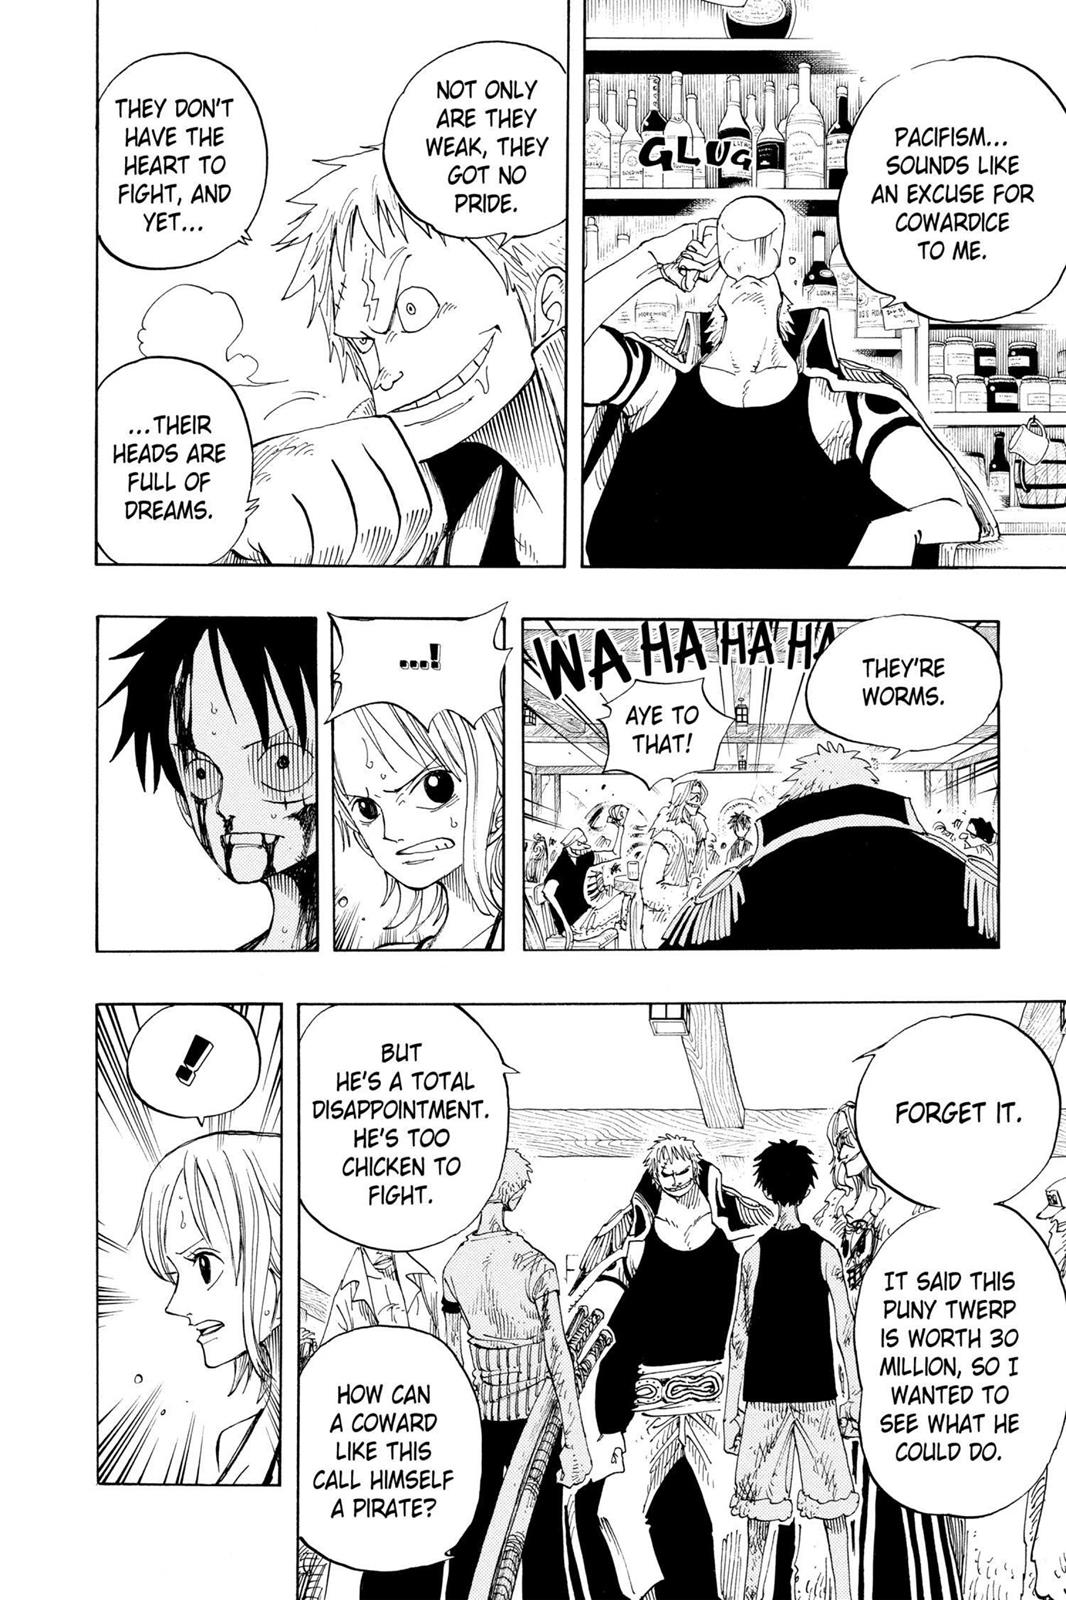 PACIFISM...
SOUNDS LIKE
AN EXCUSE FOR
COWARDICE
TO ME.
GLUG
NOT ONLY
ARE THEY
WEAK, THEY
GOT NO
PRIDE.
THEY DON'T
HAVE THE
HEART TO
FIGHT, AND
YET...
...THEIR
HEADS ARE
FULL OF
DREAMS.
THEY'RE
WORMS.
WA HA HA HA HA
AYE TO
THAT!
...!
FORGET IT.
IT SAID THIS
PUNY TWERP
IS WORTH 30
MILLION, SO I
WANTED TO
SEE WHAT HE
COULD DO.
BUT
HE'S A TOTAL
DISAPPOINTMENT.
HE'S TOO
CHICKEN TO
FIGHT.
HOW CAN
A COWARD
LIKE THIS
CALL HIMSELF
A PIRATE?
!